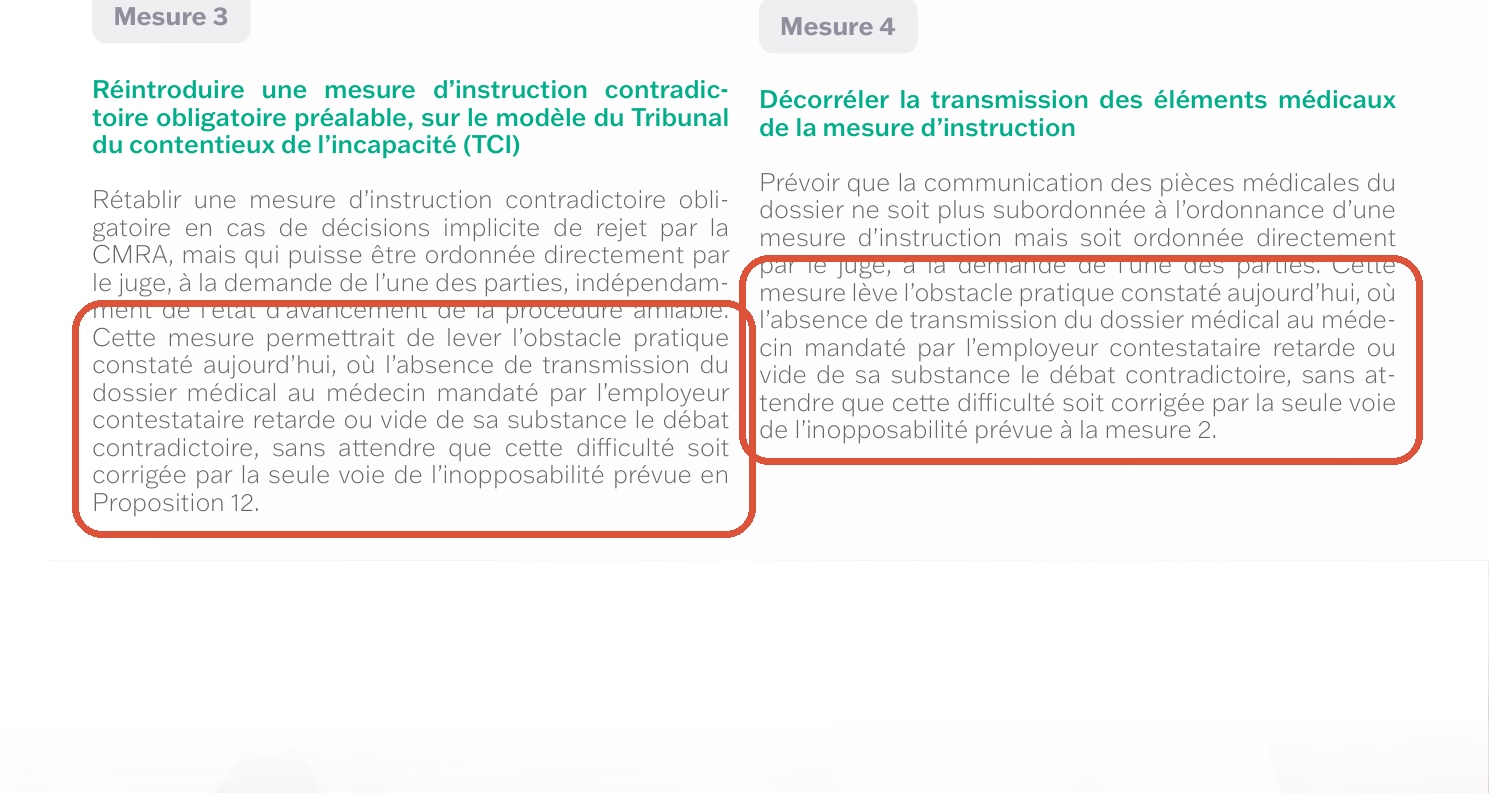 Mesure 3
Réintroduire une mesure d’instruction contradic-
toire obligatoire préalable, sur le modèle du Tribunal
du contentieux de l’incapacité (TCI)
Rétablir une mesure d’instruction contradictoire obli-
gatoire en cas de décisions implicite de rejet par la
CMRA, mais qui puisse être ordonnée directement par
le juge, à la demande de l’une des parties, indépendam-
ment de l’état d’avancement de la procédure amiable.
Cette mesure permettrait de lever l’obstacle pratique
constaté aujourd’hui, où l’absence de transmission du
dossier médical au médecin mandaté par l’employeur
contestataire retarde ou vide de sa substance le débat
contradictoire, sans attendre que cette difficulté soit
corrigée par la seule voie de l’inopposabilité prévue en
Proposition 12.
Mesure 4
Décorréler la transmission des éléments médicaux
de la mesure d’instruction
Prévoir que la communication des pièces médicales du
dossier ne soit plus subordonnée à l’ordonnance d’une
mesure d’instruction mais soit ordonnée directement
par le juge, à la demande de l’une des parties. Cette
mesure lève l’obstacle pratique constaté aujourd’hui, où
l’absence de transmission du dossier médical au méde-
cin mandaté par l’employeur contestataire retarde ou
vide de sa substance le débat contradictoire, sans at-
tendre que cette difficulté soit corrigée par la seule voie
de l’inopposabilité prévue à la mesure 2.